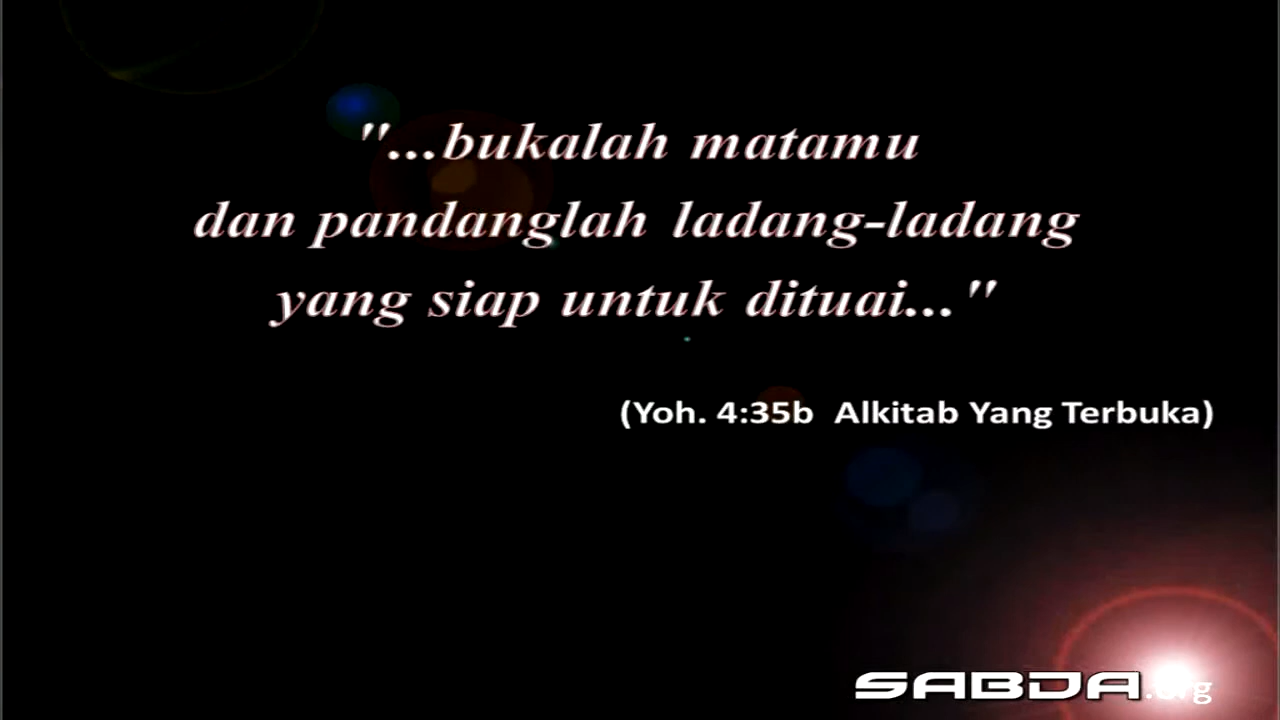 "...bukalah matamu
dan pandanglah ladang-ladang
yang siap untuk dituai..."
(Yoh. 4:35b Alkitab Yang Terbuka)
SABDA.org